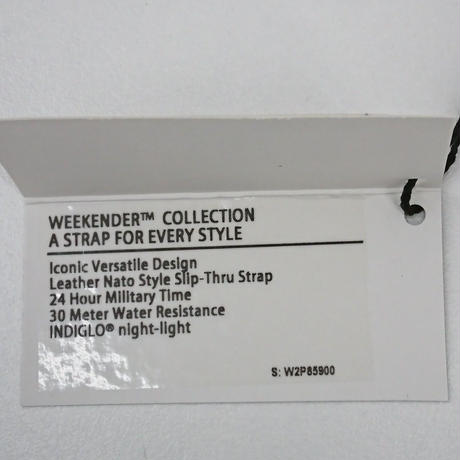 WEEKENDER™ COLLECTION
A STRAP FOR EVERY STYLE
Iconic Versatile Design
Leather Nato Style Slip-Thru Strap
24 Hour Military Time
30 Meter Water Resistance
INDIGLO® night-light
S: W2P85900